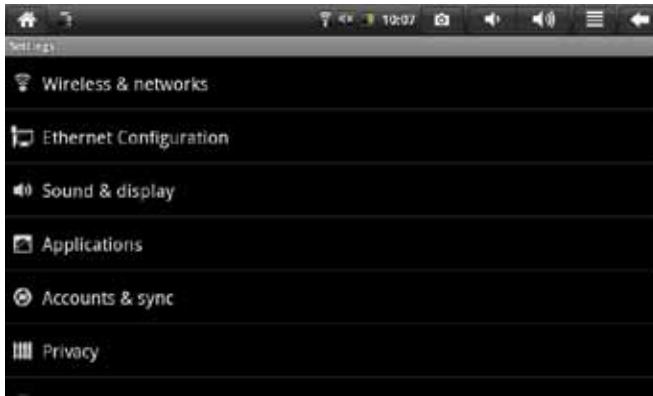 10:07
Settings
Wireless & networks
Ethernet Configuration
Sound & display
Applications
Accounts & sync
Privacy